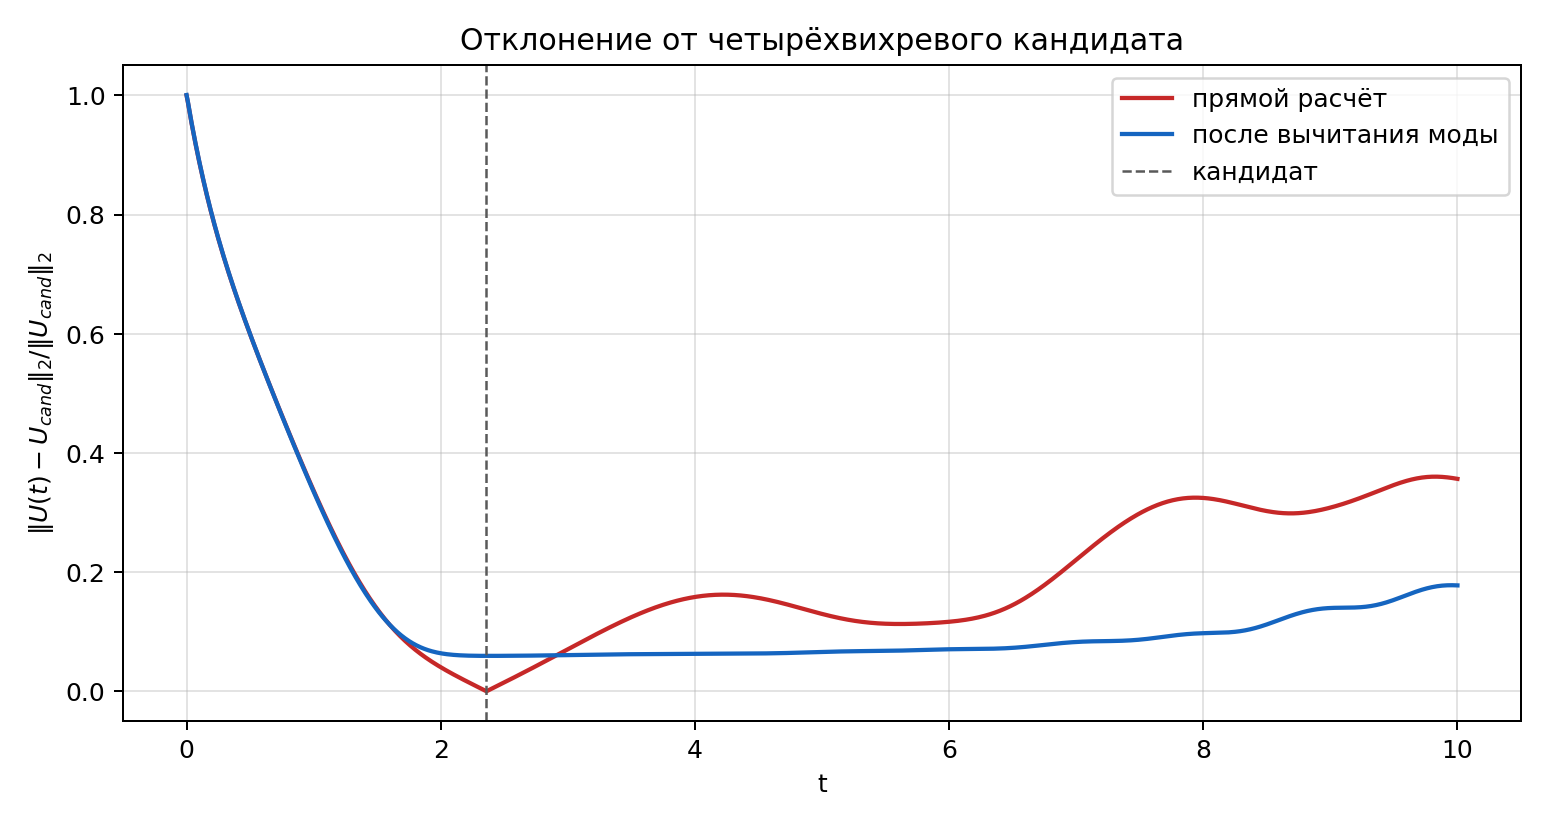 Отклонение от четырёхвихревого кандидата
прямой расчёт
после вычитания моды
кандидат
‖U(t) − U_cand‖₂/‖U_cand‖₂
1.0
0.8
0.6
0.4
0.2
0.0
0 2 4 6 8 10
t